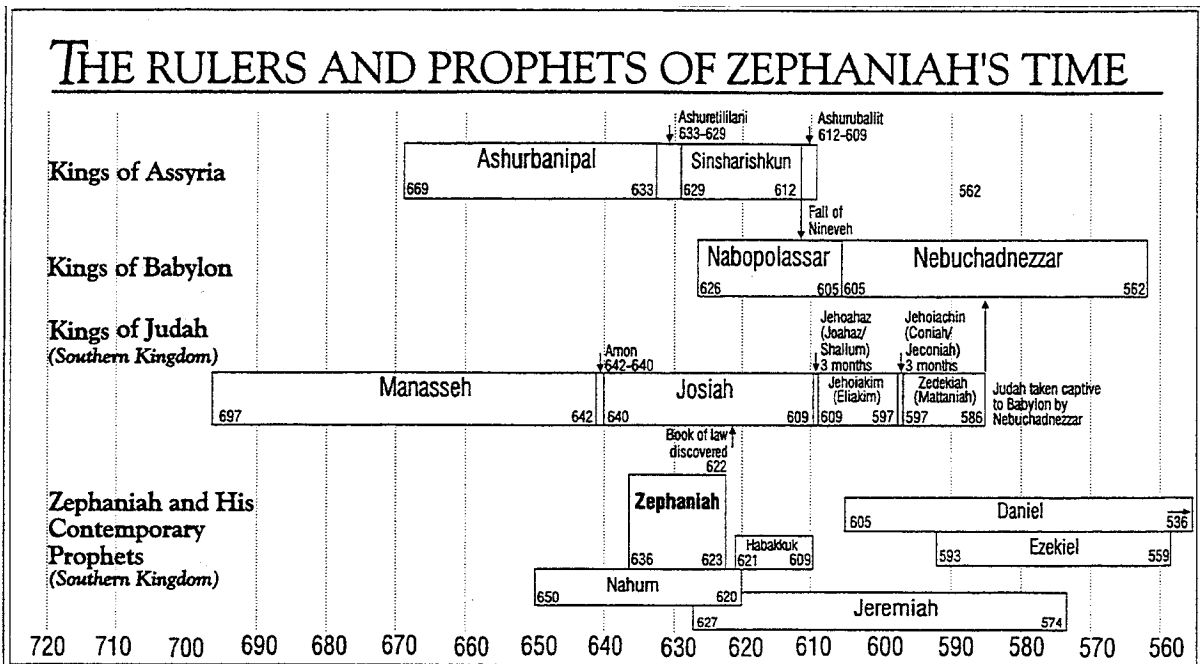 THE RULERS AND PROPHETS OF ZEPHANIAH'S TIME
Ashuretililani
633-629
Ashuruballit
612-609
Kings of Assyria
Ashurbanipal
669
633
Sinsharishkun
629
612
562
Fall of
Nineveh
Kings of Babylon
Nabopolassar
626
605
Nebuchadnezzar
605
562
Kings of Judah
(Southern Kingdom)
Amon
642-640
Jehoahaz
(Joahaz/
Shallum)
3 months
Jehoiachin
(Coniah/
Jeconiah)
3 months
Manasseh
697
642
Josiah
640
609
Jehoiakim
(Eliakim)
609
597
Zedekiah
(Mattaniah)
597
586
Judah taken captive
to Babylon by
Nebuchadnezzar
Book of law
discovered
622
Zephaniah and His
Contemporary
Prophets
(Southern Kingdom)
Zephaniah
636
623
Habakkuk
621
609
Daniel
605
536
Ezekiel
593
559
Nahum
650
620
Jeremiah
627
574
720 710 700 690 680 670 660 650 640 630 620 610 600 590 580 570 560